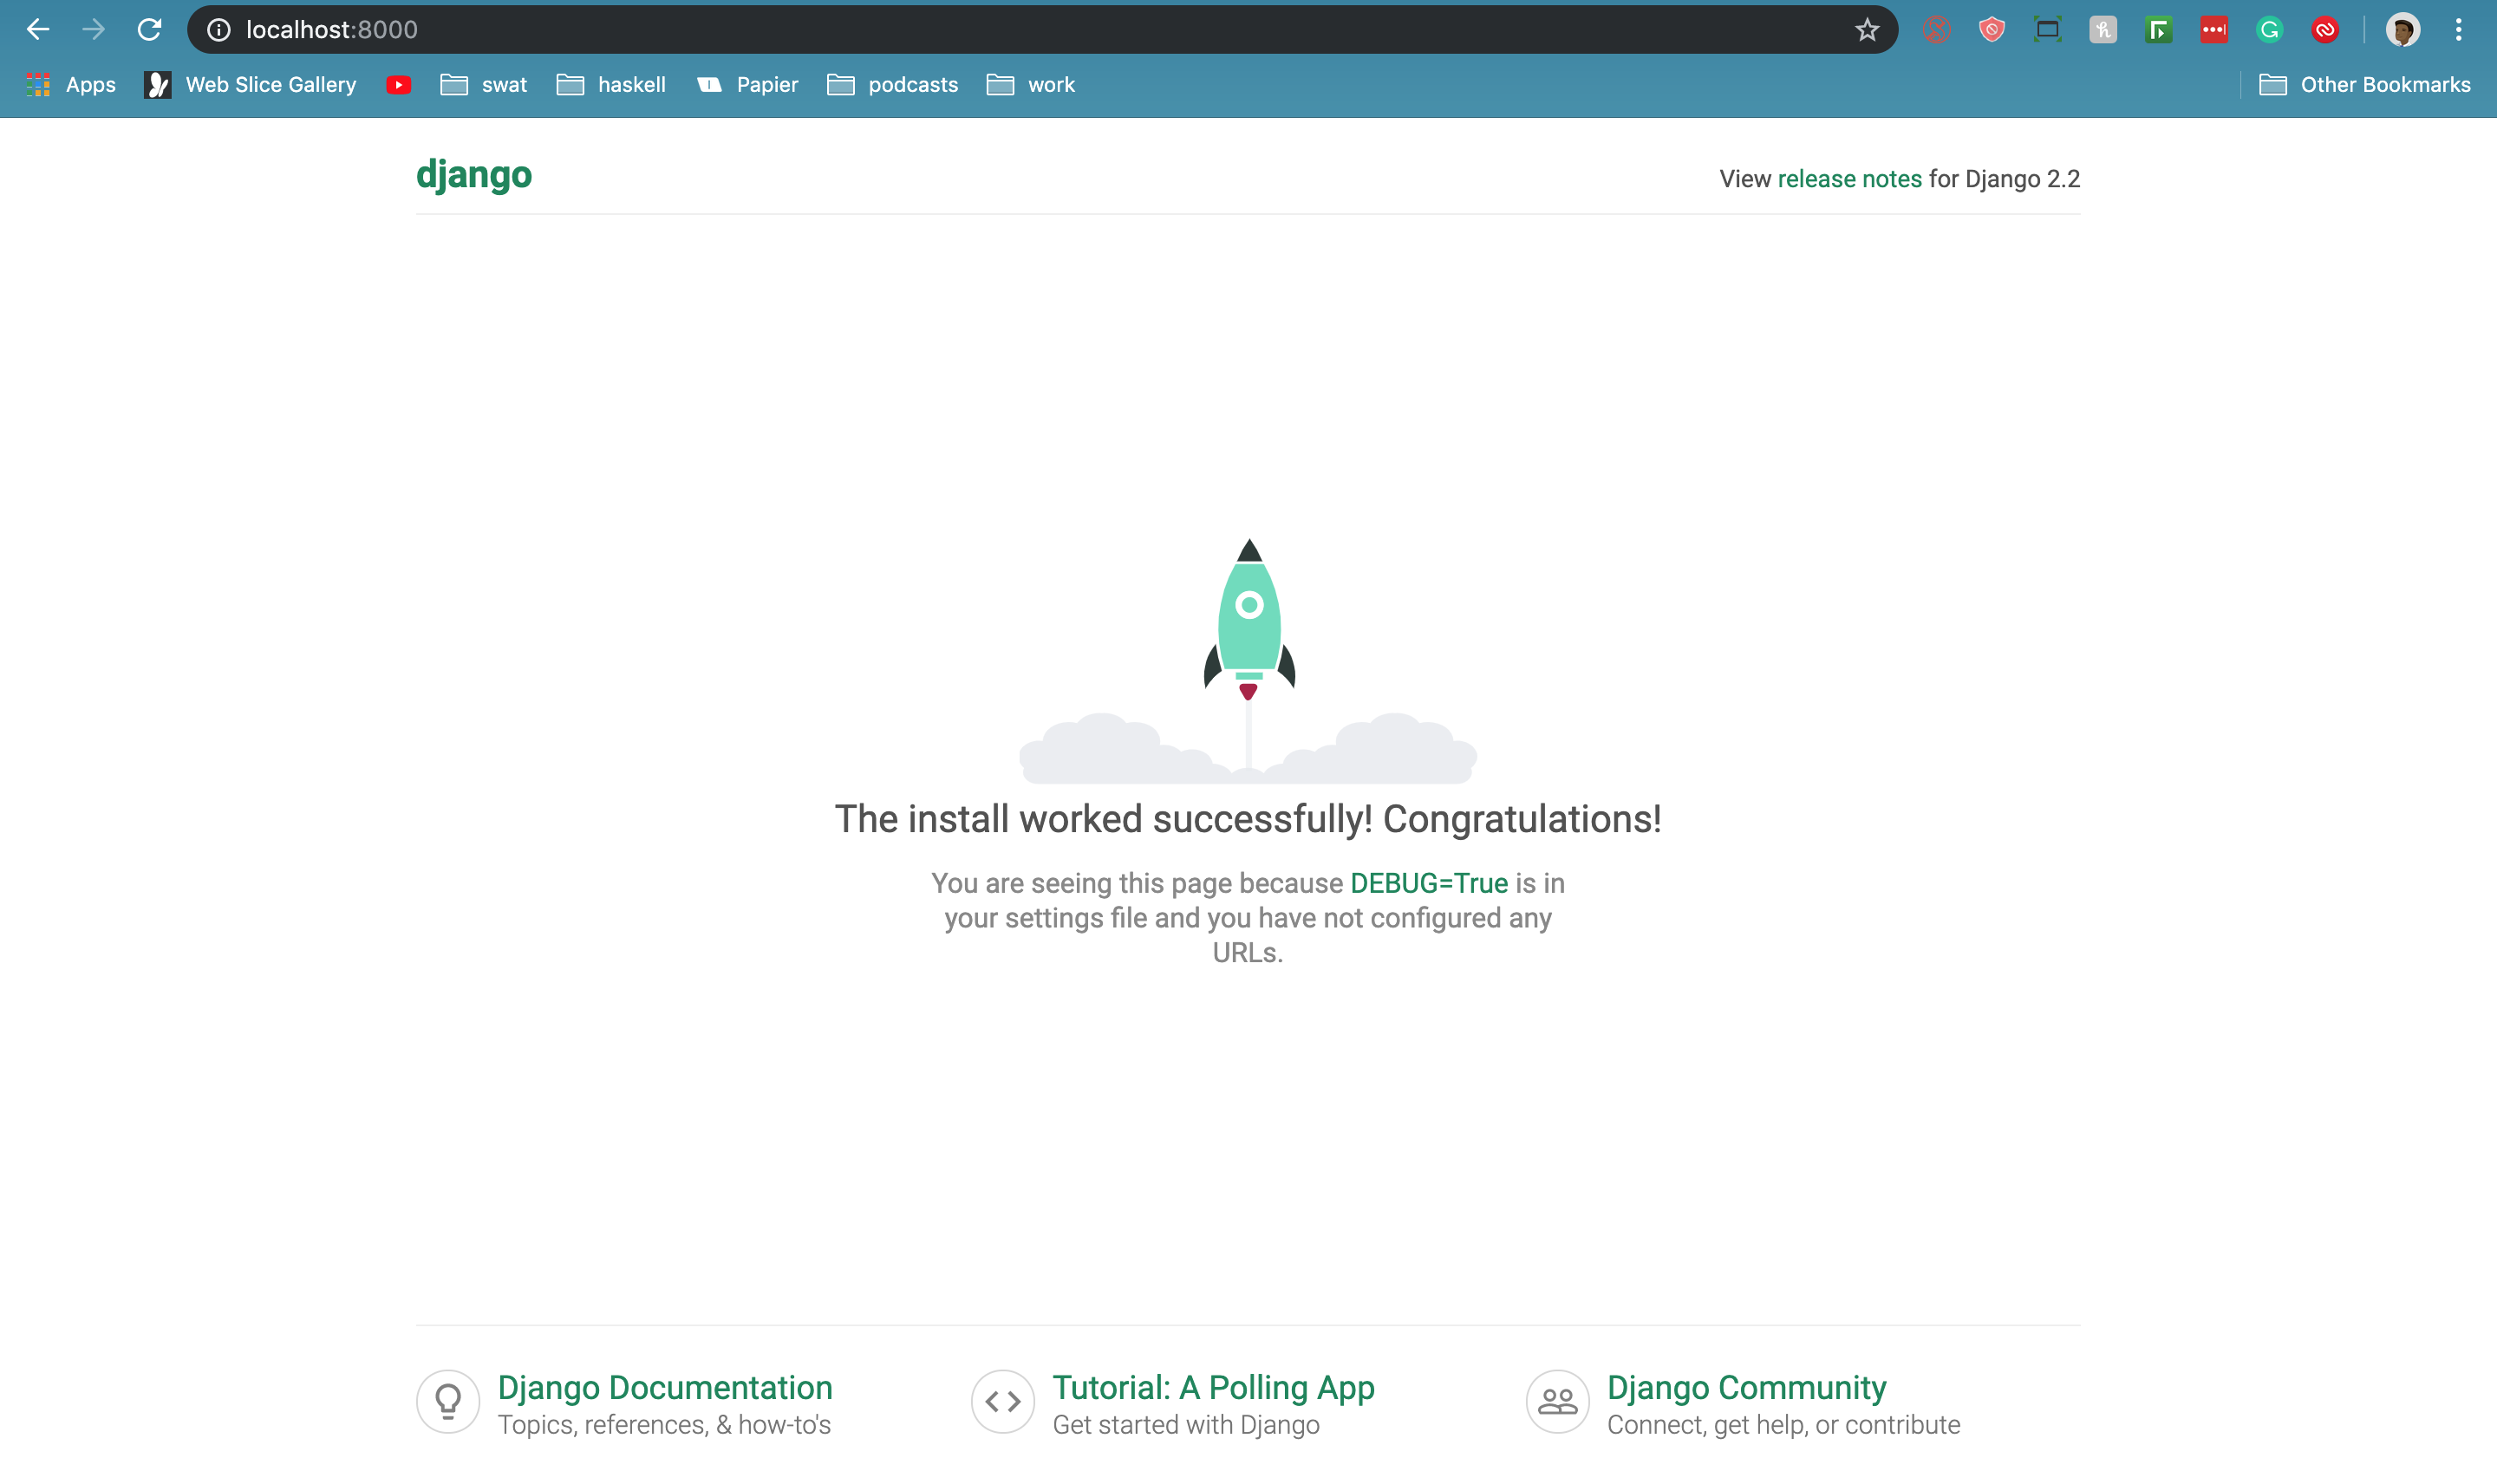 localhost:8000
Apps Web Slice Gallery swat haskell Papier podcasts work Other Bookmarks
django
View release notes for Django 2.2
The install worked successfully! Congratulations!
You are seeing this page because DEBUG=True is in
your settings file and you have not configured any
URLs.
Django Documentation
Topics, references, & how-to's
Tutorial: A Polling App
Get started with Django
Django Community
Connect, get help, or contribute